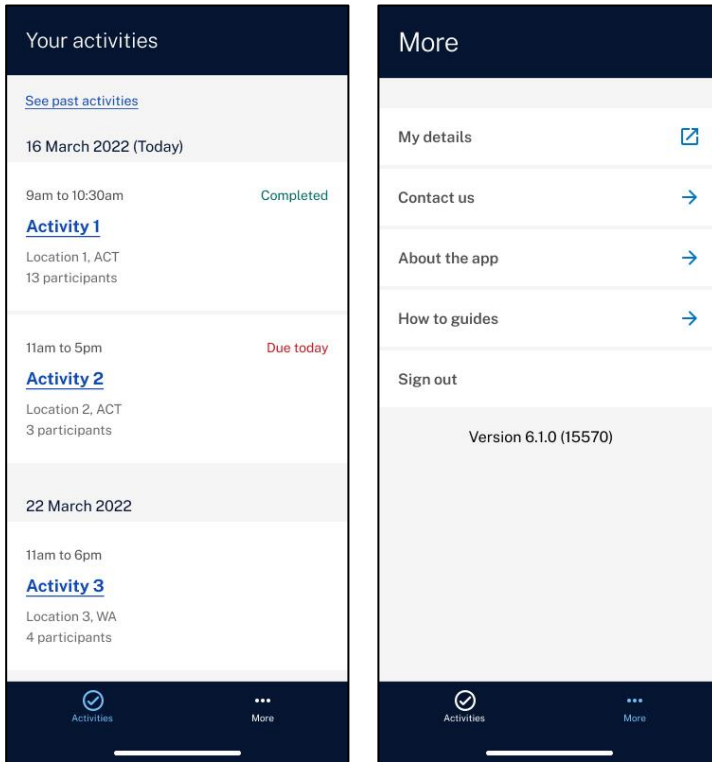 Your activities
See past activities
16 March 2022 (Today)
9am to 10:30am Completed
Activity 1
Location 1, ACT
13 participants
11am to 5pm Due today
Activity 2
Location 2, ACT
3 participants
22 March 2022
11am to 6pm
Activity 3
Location 3, WA
4 participants
Activities More
More
My details
Contact us
About the app
How to guides
Sign out
Version 6.1.0 (15570)
Activities More